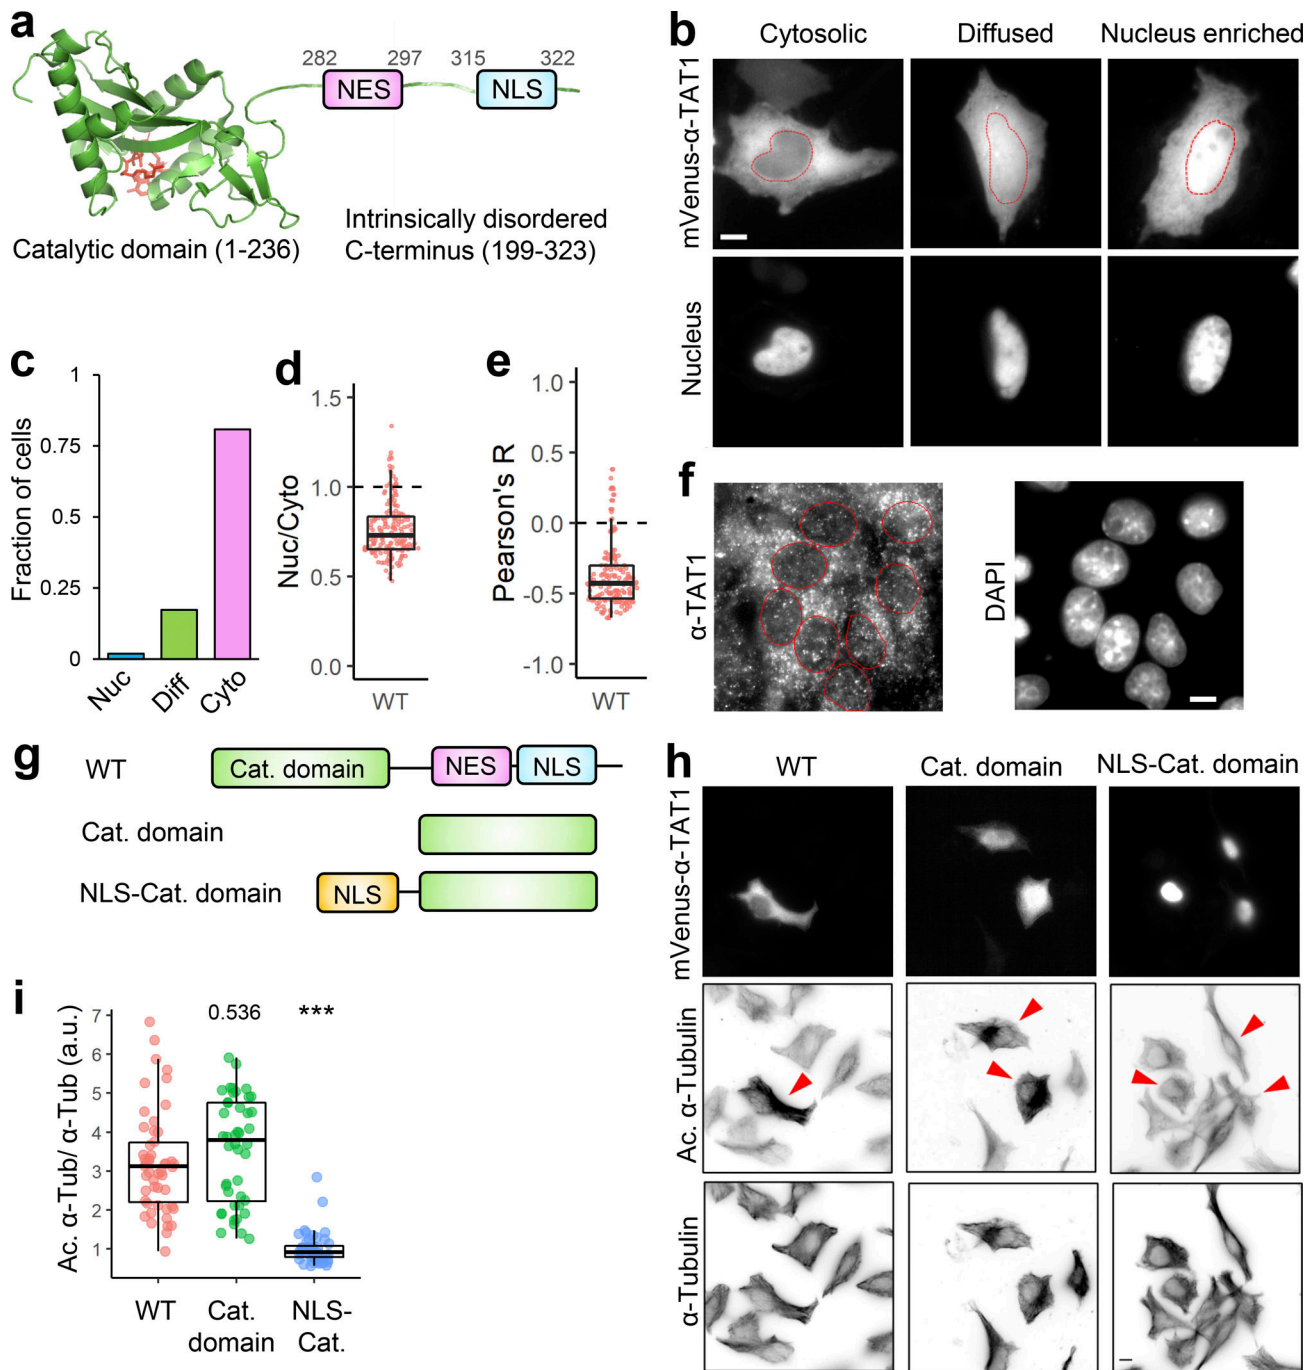 a
282
297
315
322
NES
NLS
Catalytic domain (1-236)
Intrinsically disordered
C-terminus (199-323)
b
Cytosolic
Diffused
Nucleus enriched
mVenus-α-TAT1
Nucleus
c
Fraction of cells
1
0.75
0.5
0.25
0
Nuc
Diff
Cyto
d
Nuc/Cyto
1.5
1.0
0.5
0.0
WT
e
Pearson's R
1.0
0.5
0.0
-0.5
-1.0
WT
f
α-TAT1
DAPI
g
WT
Cat. domain
NES
NLS
Cat. domain
NLS-Cat. domain
NLS
h
WT
Cat. domain
NLS-Cat. domain
mVenus-α-TAT1
Ac. α-Tubulin
α-Tubulin
i
Ac. α-Tub/ α-Tub (a.u.)
7
6
5
4
3
2
1
0.536
***
WT
Cat.
domain
NLS-
Cat.